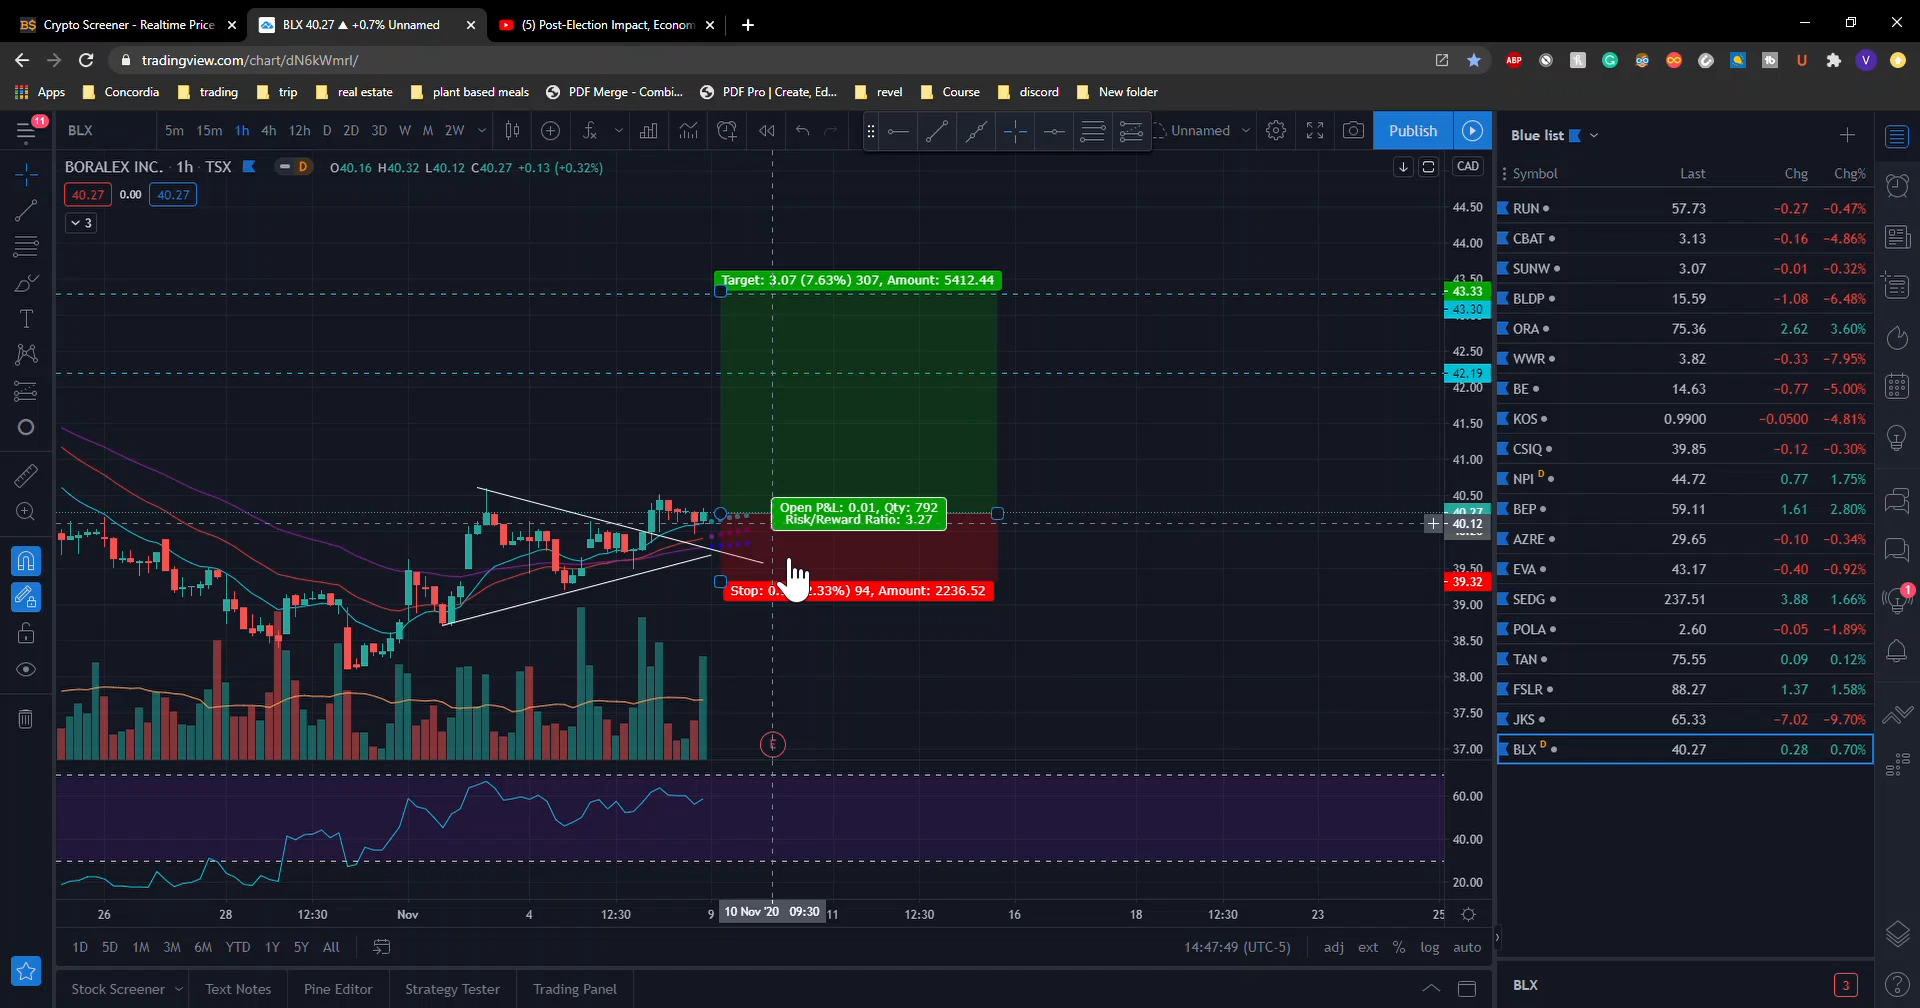 Crypto Screener - Realtime Price
BLX 40.27 ▲ +0.7% Unnamed
(5) Post-Election Impact, Econom
tradingview.com/chart/dN6kWmrI/
ABP
V
Apps Concordia trading trip real estate plant based meals PDF Merge - Combi... PDF Pro | Create, Ed... revel Course discord New folder
11
BLX 5m 15m 1h 4h 12h D 2D 3D W M 2W Unnamed Publish
BORALEX INC. · 1h · TSX D O40.16 H40.32 L40.12 C40.27 +0.13 (+0.32%)
40.27 0.00 40.27
3
CAD
44.50
44.00
43.50
43.33
43.30
42.50
42.19
42.00
41.50
41.00
40.50
40.27
40.12
39.50
39.32
39.00
38.50
38.00
37.50
37.00
60.00
40.00
20.00
Target: 3.07 (7.63%) 307, Amount: 5412.44
Open P&L: 0.01, Qty: 792
Risk/Reward Ratio: 3.27
Stop: 0. .33%) 94, Amount: 2236.52
E
26 28 12:30 Nov 4 12:30 9 10 Nov '20 09:30 11 12:30 16 18 12:30 23 25
1D 5D 1M 3M 6M YTD 1Y 5Y All 14:47:49 (UTC-5) adj ext % log auto
Stock Screener Text Notes Pine Editor Strategy Tester Trading Panel
Blue list
Symbol Last Chg Chg%
RUN 57.73 −0.27 −0.47%
CBAT 3.13 −0.16 −4.86%
SUNW 3.07 −0.01 −0.32%
BLDP 15.59 −1.08 −6.48%
ORA 75.36 2.62 3.60%
WWR 3.82 −0.33 −7.95%
BE 14.63 −0.77 −5.00%
KOS 0.9900 −0.0500 −4.81%
CSIQ 39.85 −0.12 −0.30%
NPI D 44.72 0.77 1.75%
BEP 59.11 1.61 2.80%
AZRE 29.65 −0.10 −0.34%
EVA 43.17 −0.40 −0.92%
SEDG 237.51 3.88 1.66%
POLA 2.60 −0.05 −1.89%
TAN 75.55 0.09 0.12%
FSLR 88.27 1.37 1.58%
JKS 65.33 −7.02 −9.70%
BLX D 40.27 0.28 0.70%
1
BLX 3